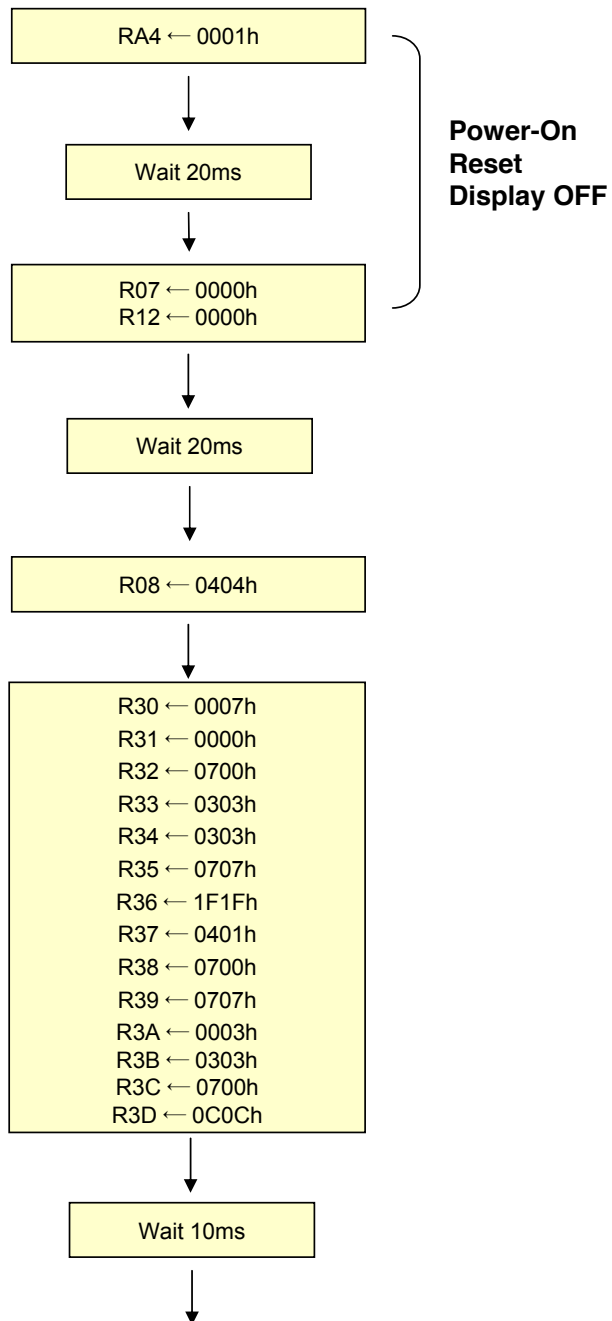 RA4 ← 0001h
Power-On
Reset
Display OFF
Wait 20ms
R07 ← 0000h
R12 ← 0000h
Wait 20ms
R08 ← 0404h
R30 ← 0007h
R31 ← 0000h
R32 ← 0700h
R33 ← 0303h
R34 ← 0303h
R35 ← 0707h
R36 ← 1F1Fh
R37 ← 0401h
R38 ← 0700h
R39 ← 0707h
R3A ← 0003h
R3B ← 0303h
R3C ← 0700h
R3D ← 0C0Ch
Wait 10ms